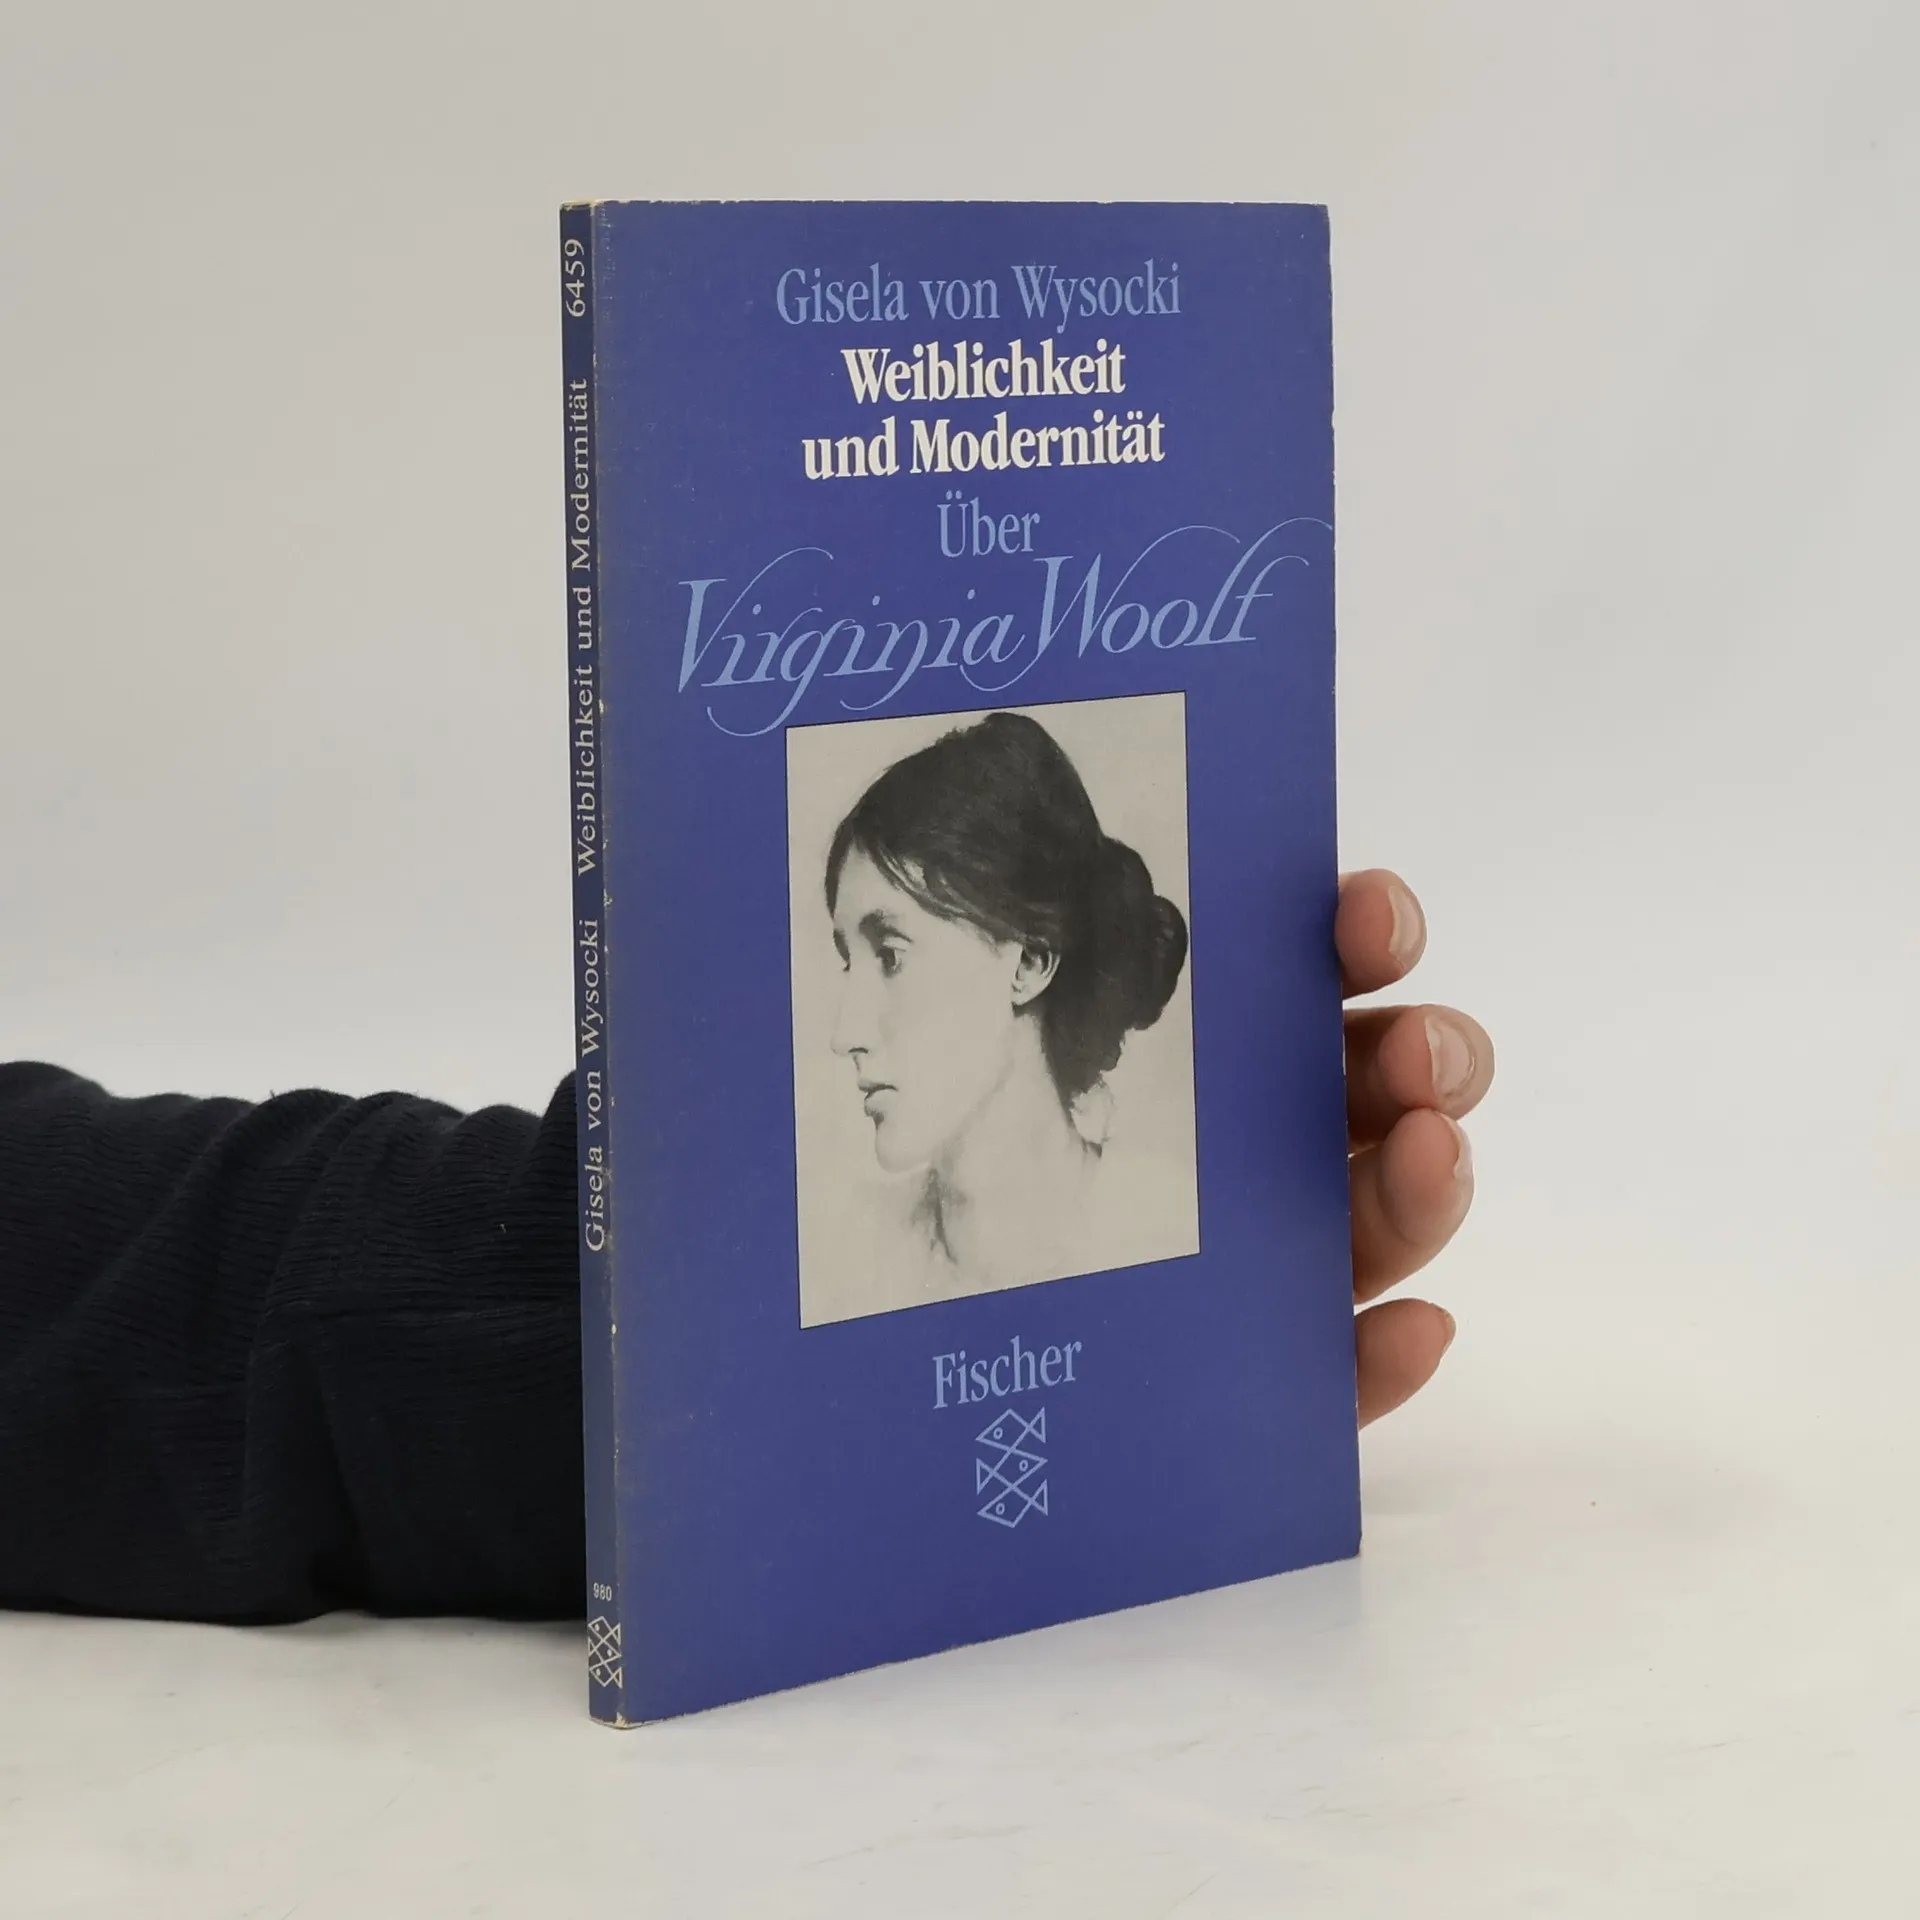 Gisela von Wysocki
Weiblichkeit
und Modernität
Über
Virginia Woolf
Fischer
Gisela von Wysocki Weiblichkeit und Modernität 6459
980